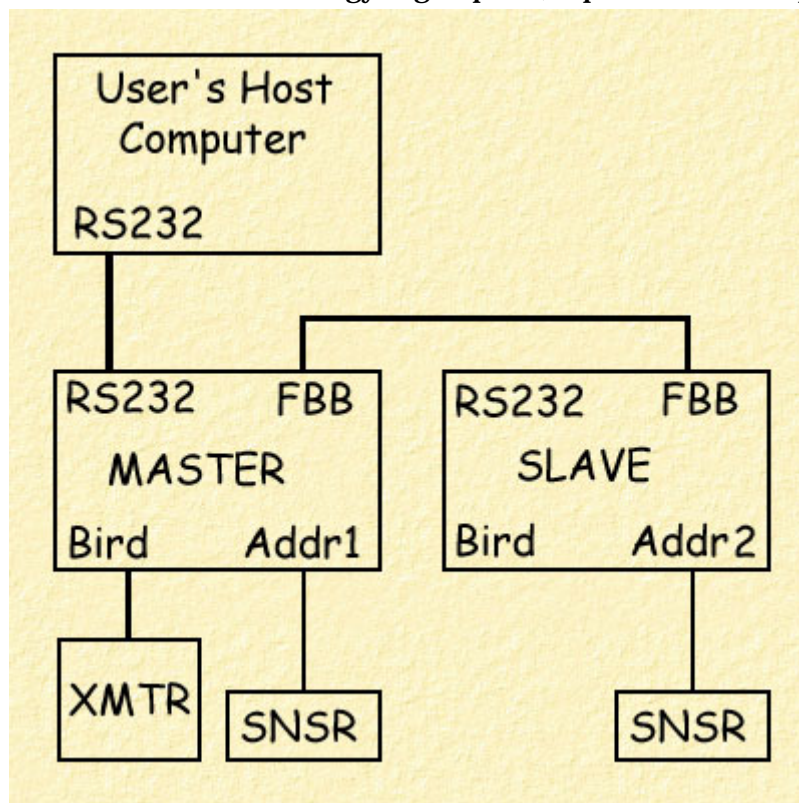 User's Host
Computer
RS232
RS232 FBB
MASTER
Bird Addr1
RS232 FBB
SLAVE
Bird Addr2
XMTR
SNSR
SNSR